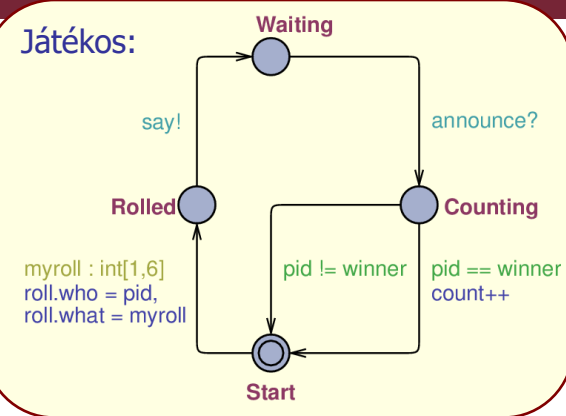 Játékos:
Waiting
say!
announce?
Rolled
Counting
myroll : int[1,6]
roll.who = pid,
roll.what = myroll
pid != winner
pid == winner
count++
Start